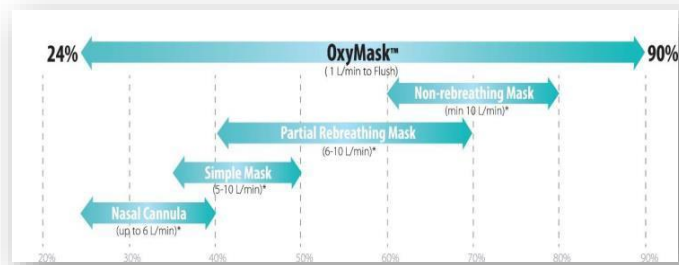 24% OxyMask™ 90%
( 1 L/min to Flush)
Non-rebreathing Mask
(min 10 L/min)*
Partial Rebreathing Mask
(6-10 L/min)*
Simple Mask
(5-10 L/min)*
Nasal Cannula
(up to 6 L/min)*
20% 30% 40% 50% 60% 70% 80% 90%